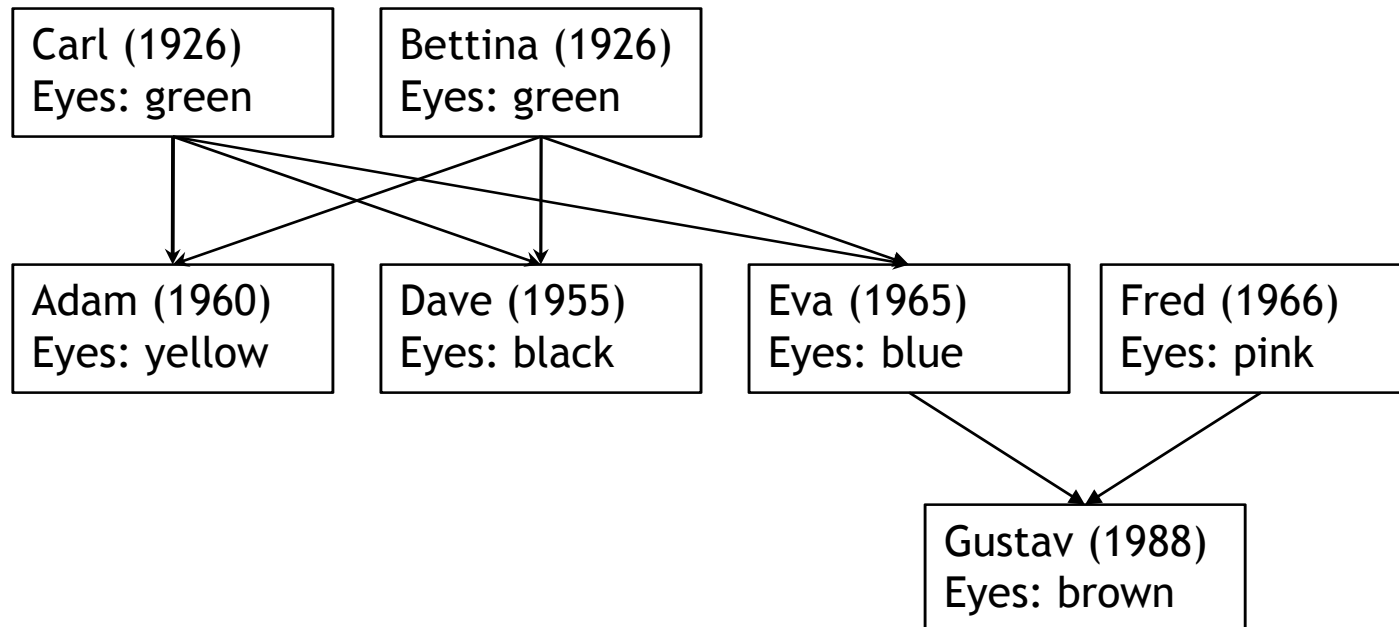 Carl (1926)
Eyes: green
Bettina (1926)
Eyes: green
Adam (1960)
Eyes: yellow
Dave (1955)
Eyes: black
Eva (1965)
Eyes: blue
Fred (1966)
Eyes: pink
Gustav (1988)
Eyes: brown